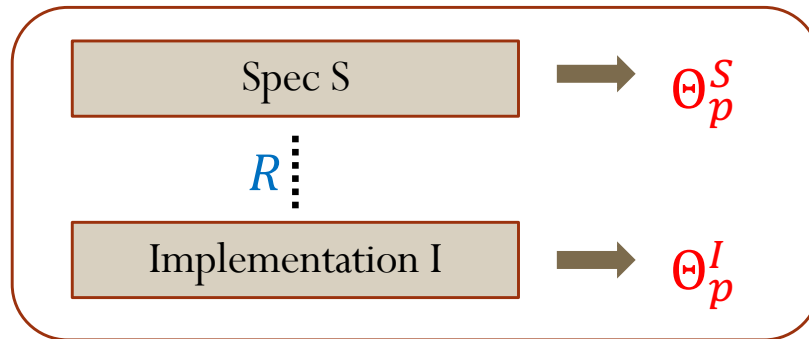 Spec S
Θ_p^S
R
Implementation I
Θ_p^I